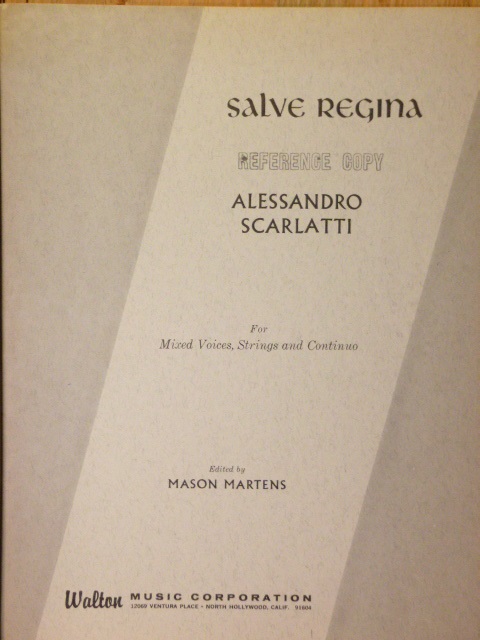 SALVE REGINA
REFERENCE COPY
ALESSANDRO
SCARLATTI
For
Mixed Voices, Strings and Continuo
Edited by
MASON MARTENS
Walton MUSIC CORPORATION
12069 VENTURA PLACE • NORTH HOLLYWOOD, CALIF. 91604